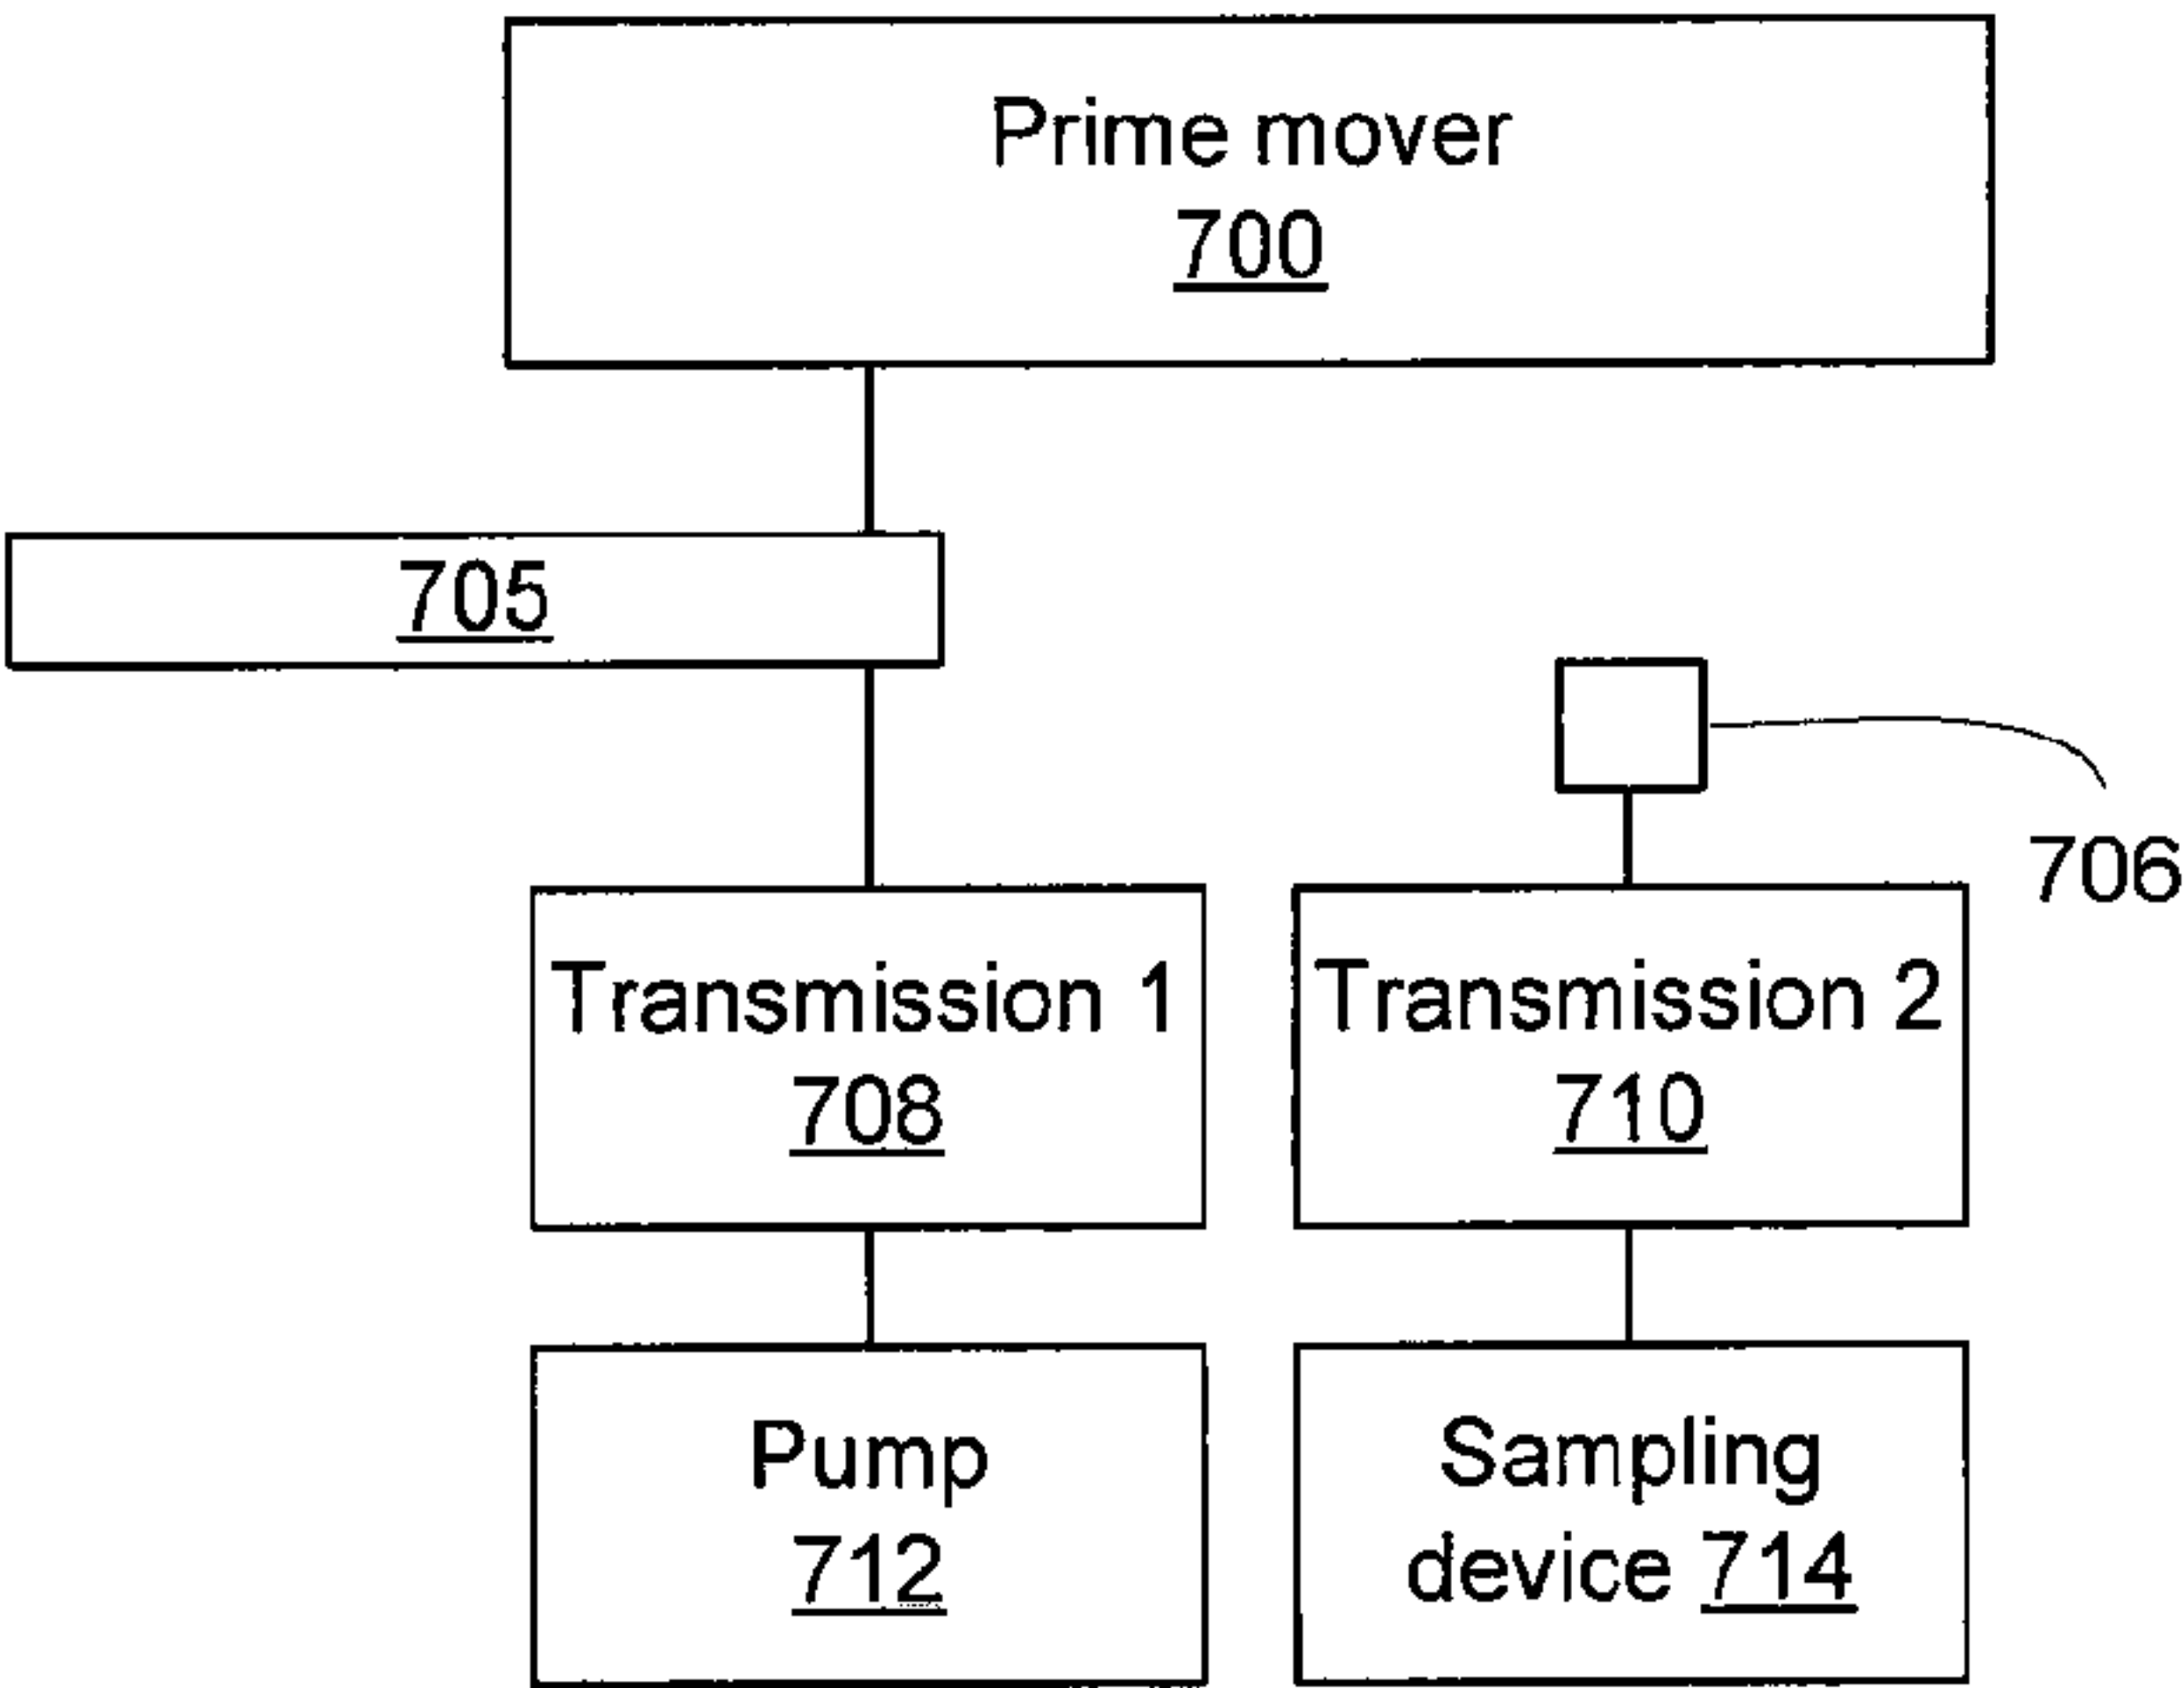 Prime mover
700
705
706
Transmission 1
708
Transmission 2
710
Pump
712
Sampling
device 714